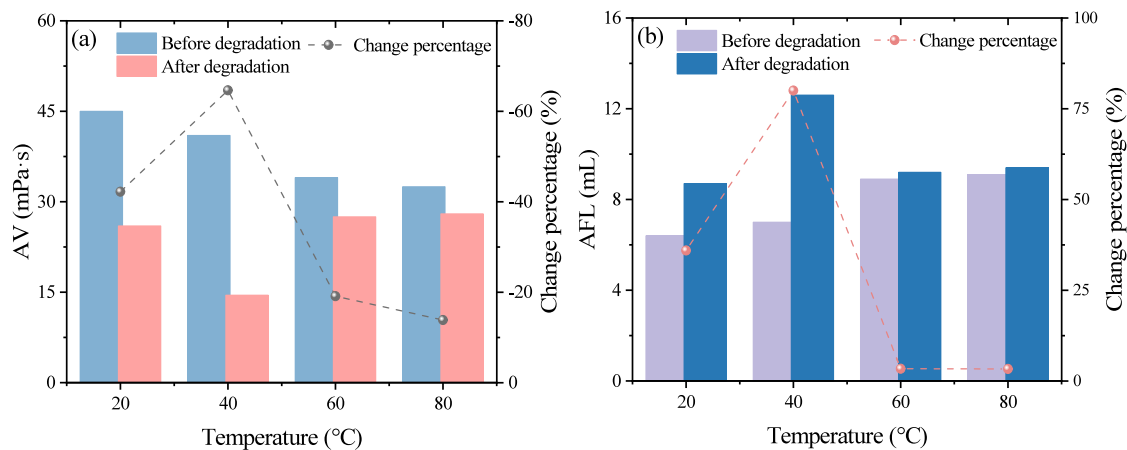 (a)
Before degradation
After degradation
Change percentage
AV (mPa·s)
60
45
30
15
0
-80
-60
-40
-20
0
Change percentage (%)
20 40 60 80
Temperature (°C)
(b)
Before degradation
After degradation
Change percentage
AFL (mL)
16
12
8
4
0
100
75
50
25
0
Change percentage (%)
20 40 60 80
Temperature (°C)